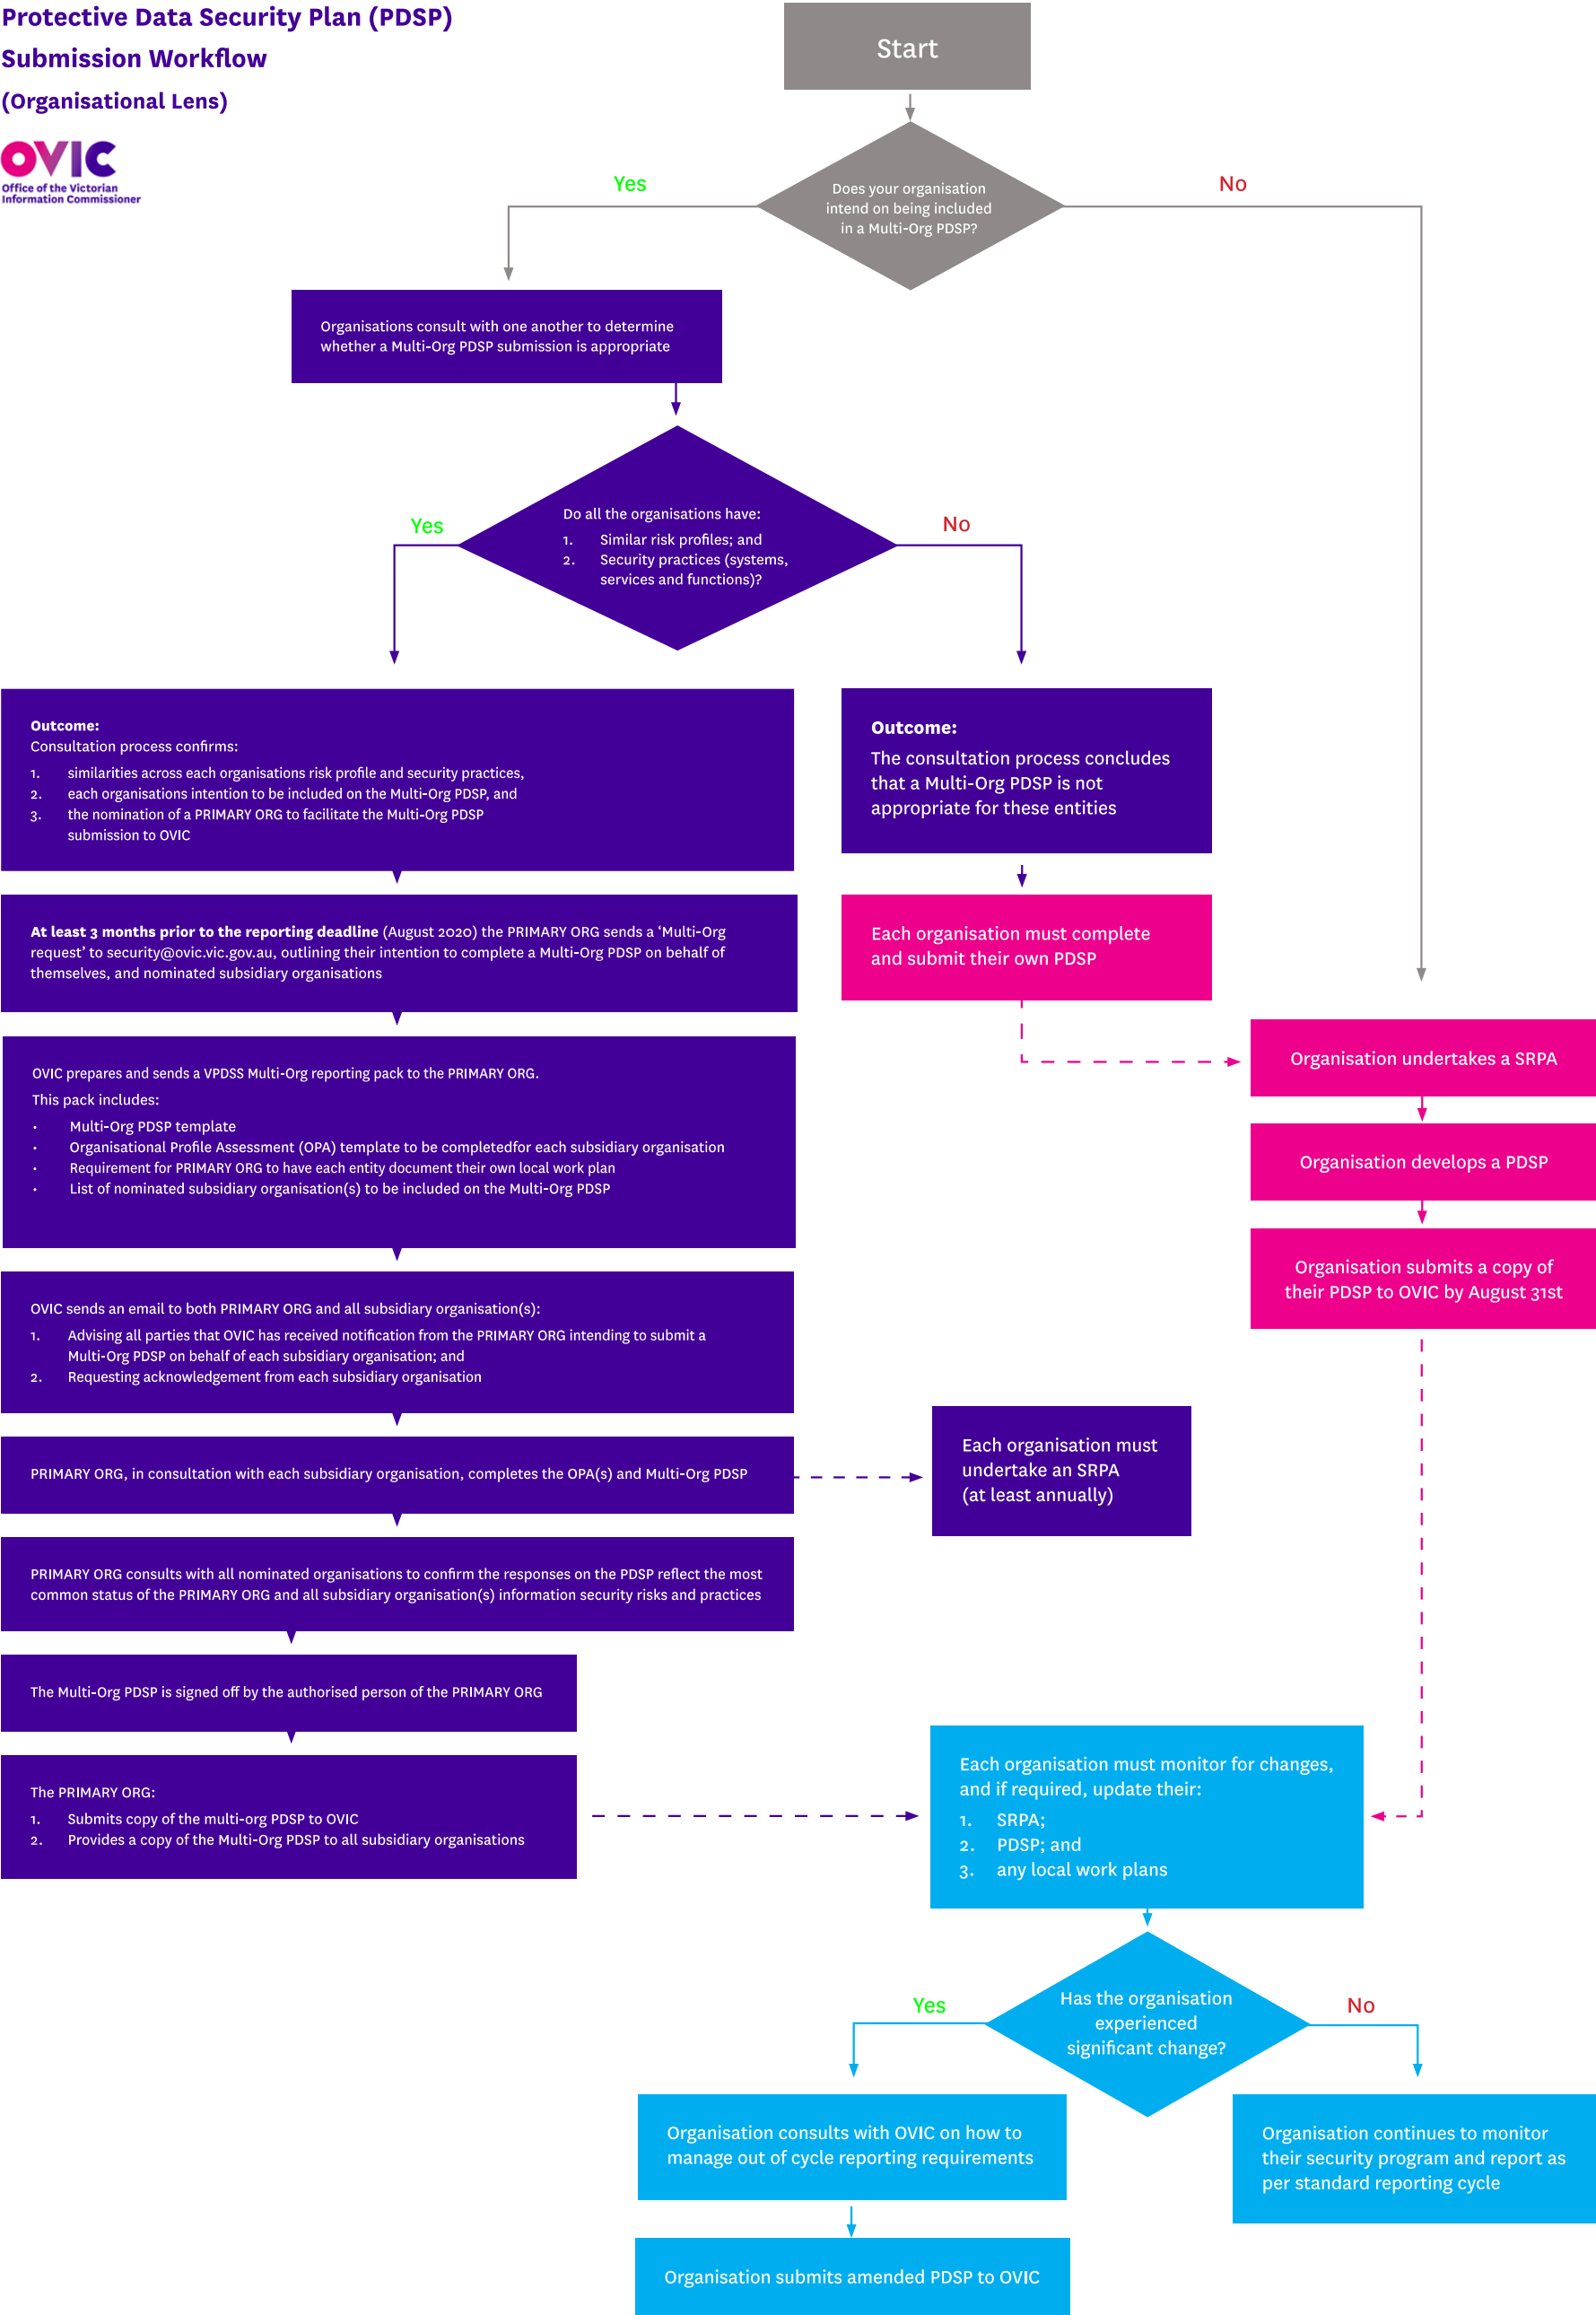 Protective Data Security Plan (PDSP)
Submission Workflow
(Organisational Lens)
OVIC
Office of the Victorian
Information Commissioner
Start
Does your organisation
intend on being included
in a Multi-Org PDSP?
Yes
No
Organisations consult with one another to determine
whether a Multi-Org PDSP submission is appropriate
Do all the organisations have:
1. Similar risk profiles; and
2. Security practices (systems,
services and functions)?
Yes
No
Outcome:
Consultation process confirms:
1. similarities across each organisations risk profile and security practices,
2. each organisations intention to be included on the Multi-Org PDSP, and
3. the nomination of a PRIMARY ORG to facilitate the Multi-Org PDSP
submission to OVIC
Outcome:
The consultation process concludes
that a Multi-Org PDSP is not
appropriate for these entities
At least 3 months prior to the reporting deadline (August 2020) the PRIMARY ORG sends a ‘Multi-Org
request’ to security@ovic.vic.gov.au, outlining their intention to complete a Multi-Org PDSP on behalf of
themselves, and nominated subsidiary organisations
Each organisation must complete
and submit their own PDSP
OVIC prepares and sends a VPDSS Multi-Org reporting pack to the PRIMARY ORG.
This pack includes:
• Multi-Org PDSP template
• Organisational Profile Assessment (OPA) template to be completedfor each subsidiary organisation
• Requirement for PRIMARY ORG to have each entity document their own local work plan
• List of nominated subsidiary organisation(s) to be included on the Multi-Org PDSP
Organisation undertakes a SRPA
Organisation develops a PDSP
Organisation submits a copy of
their PDSP to OVIC by August 31st
OVIC sends an email to both PRIMARY ORG and all subsidiary organisation(s):
1. Advising all parties that OVIC has received notification from the PRIMARY ORG intending to submit a
Multi-Org PDSP on behalf of each subsidiary organisation; and
2. Requesting acknowledgement from each subsidiary organisation
PRIMARY ORG, in consultation with each subsidiary organisation, completes the OPA(s) and Multi-Org PDSP
Each organisation must
undertake an SRPA
(at least annually)
PRIMARY ORG consults with all nominated organisations to confirm the responses on the PDSP reflect the most
common status of the PRIMARY ORG and all subsidiary organisation(s) information security risks and practices
The Multi-Org PDSP is signed off by the authorised person of the PRIMARY ORG
The PRIMARY ORG:
1. Submits copy of the multi-org PDSP to OVIC
2. Provides a copy of the Multi-Org PDSP to all subsidiary organisations
Each organisation must monitor for changes,
and if required, update their:
1. SRPA;
2. PDSP; and
3. any local work plans
Has the organisation
experienced
significant change?
Yes
No
Organisation consults with OVIC on how to
manage out of cycle reporting requirements
Organisation continues to monitor
their security program and report as
per standard reporting cycle
Organisation submits amended PDSP to OVIC